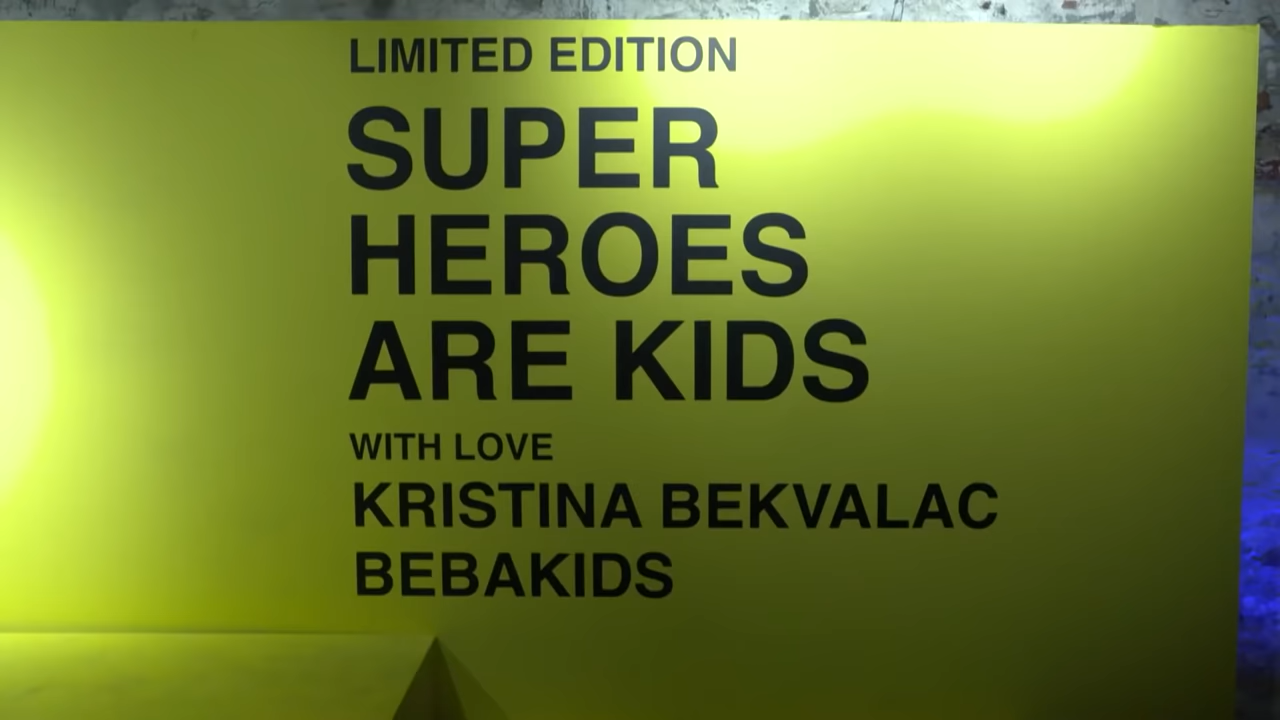 LIMITED EDITION
SUPER
HEROES
ARE KIDS
WITH LOVE
KRISTINA BEKVALAC
BEBAKIDS